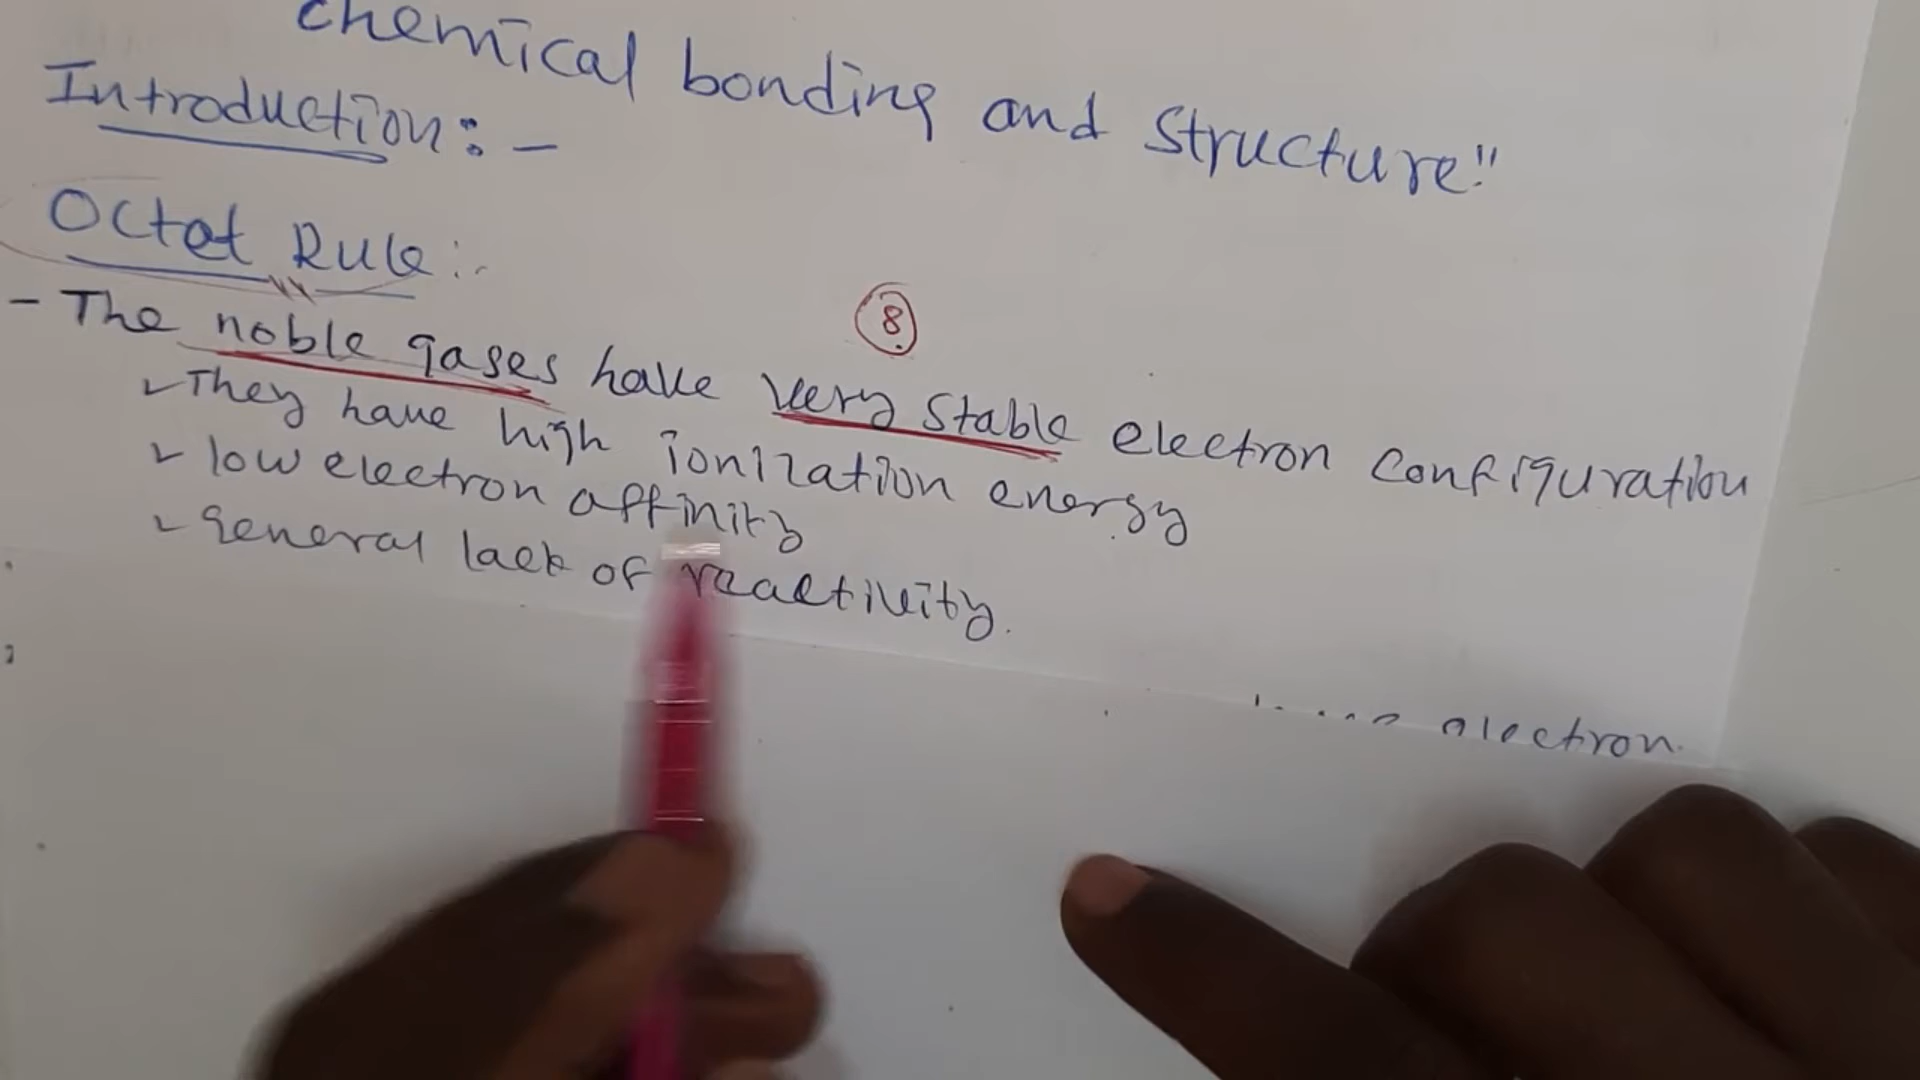 Chemical bonding and Structure"
Introduction:-
Octet Rule:-
8
- The noble gases have very stable electron configuration
✓ They have high ionization energy
✓ low electron affinity
✓ General lack of reactivity.
electron.